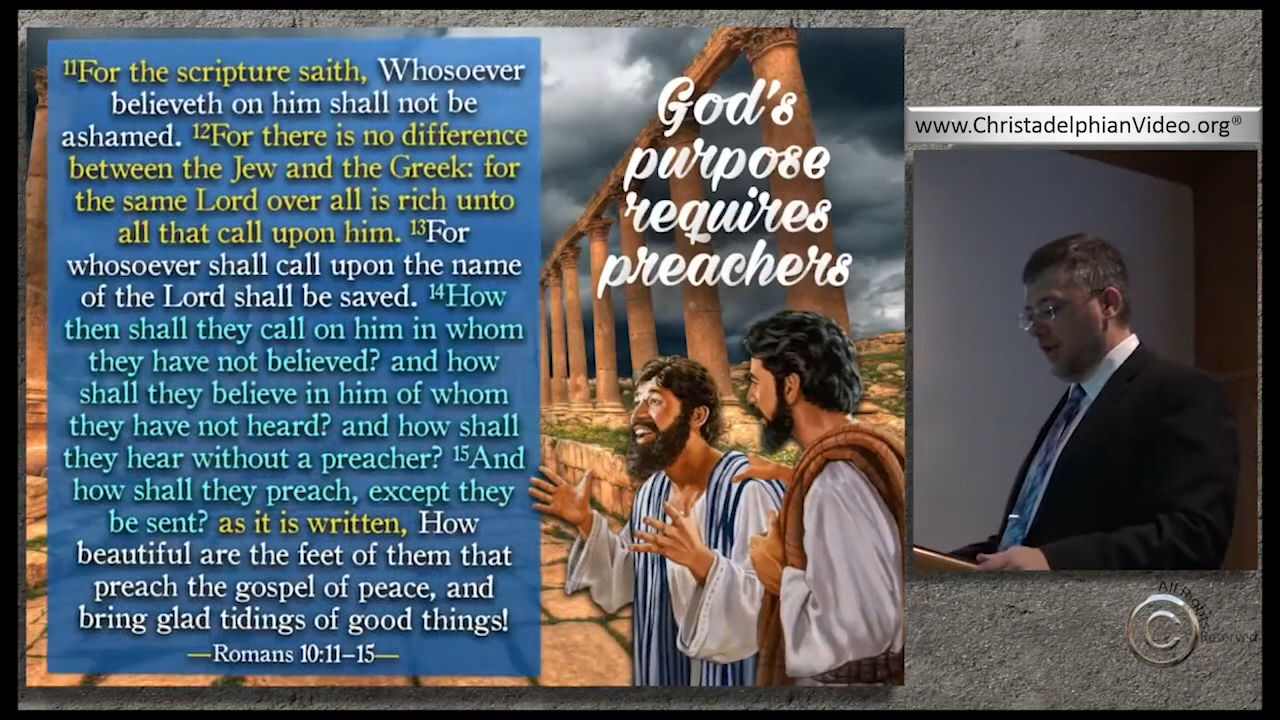 ¹¹For the scripture saith, Whosoever
believeth on him shall not be
ashamed. ¹²For there is no difference
between the Jew and the Greek: for
the same Lord over all is rich unto
all that call upon him. ¹³For
whosoever shall call upon the name
of the Lord shall be saved. ¹⁴How
then shall they call on him in whom
they have not believed? and how
shall they believe in him of whom
they have not heard? and how shall
they hear without a preacher? ¹⁵And
how shall they preach, except they
be sent? as it is written, How
beautiful are the feet of them that
preach the gospel of peace, and
bring glad tidings of good things!
—Romans 10:11–15—
God's
purpose
requires
preachers
www.ChristadelphianVideo.org®
All Rights
©
Reserved